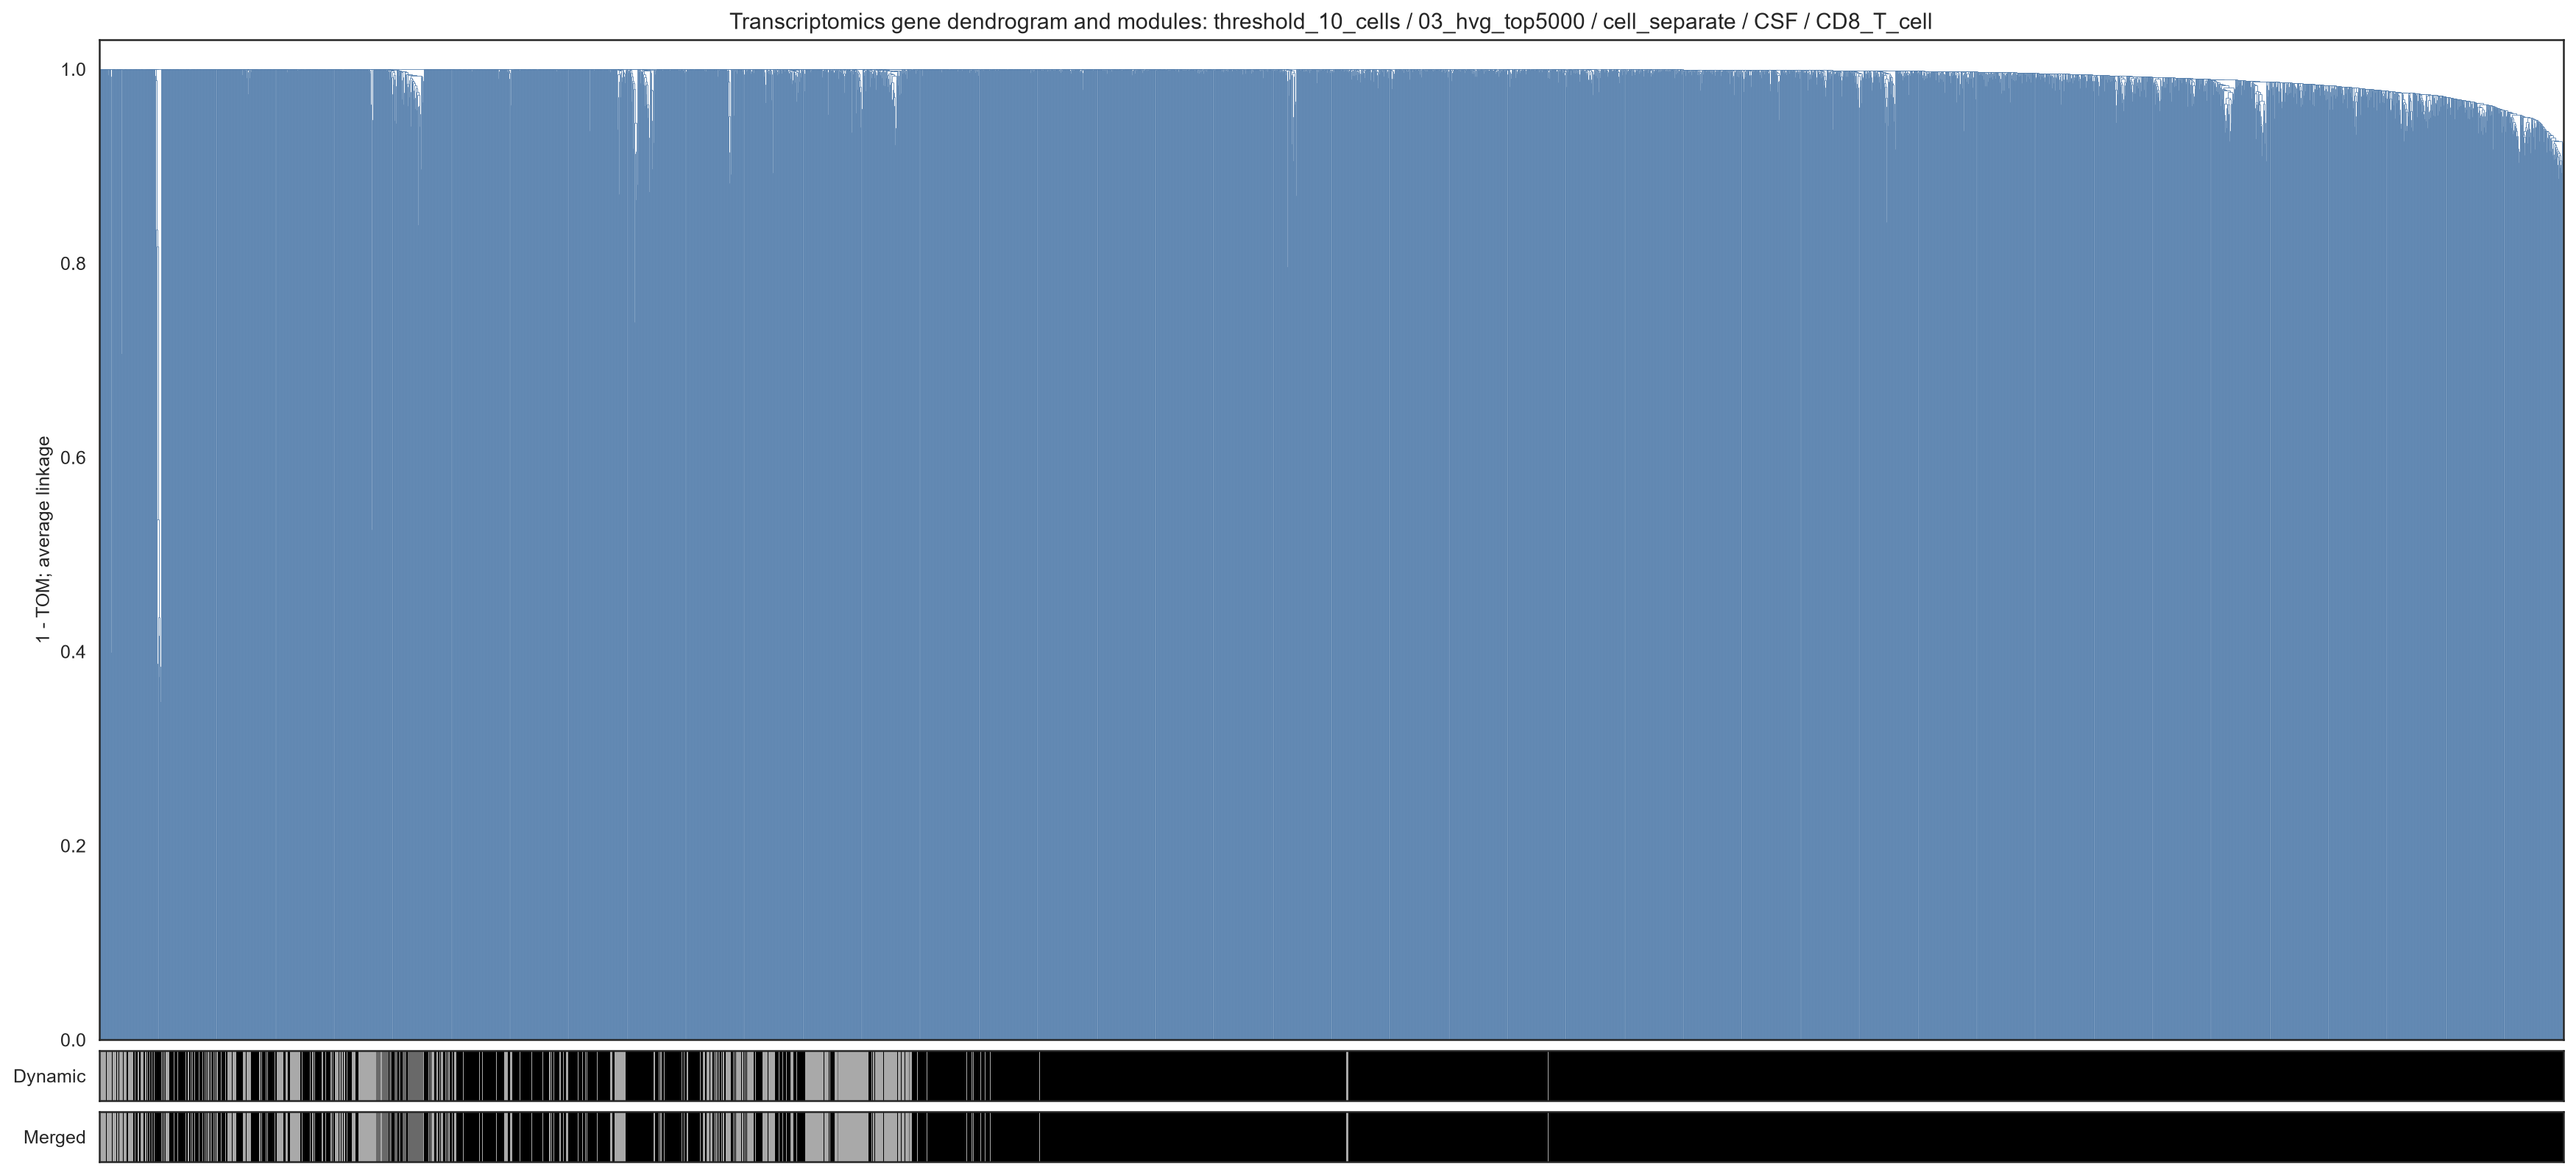 Transcriptomics gene dendrogram and modules: threshold_10_cells / 03_hvg_top5000 / cell_separate / CSF / CD8_T_cell
1.0
0.8
0.6
0.4
0.2
0.0
1 - TOM; average linkage
Dynamic
Merged